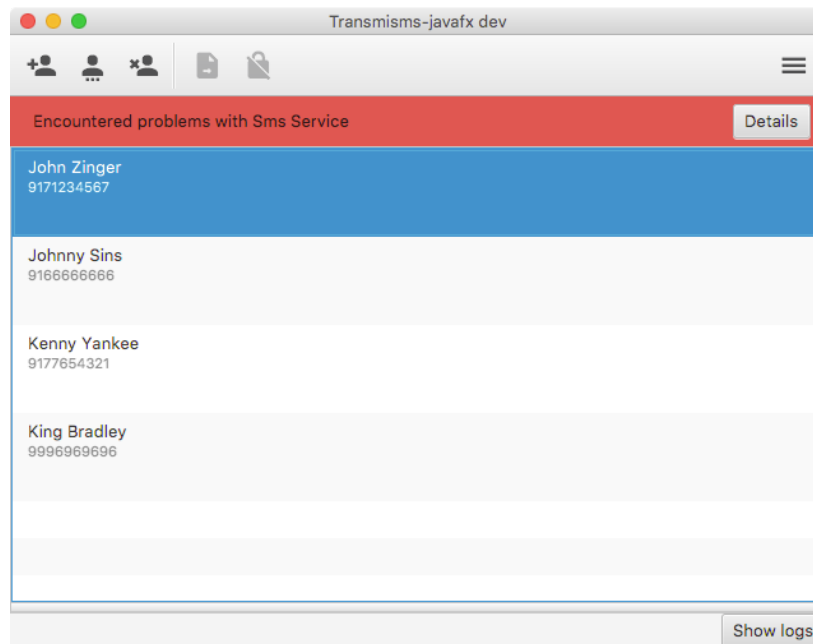 Transmisms-javafx dev
Encountered problems with Sms Service
Details
John Zinger
9171234567
Johnny Sins
9166666666
Kenny Yankee
9177654321
King Bradley
9996969696
Show logs